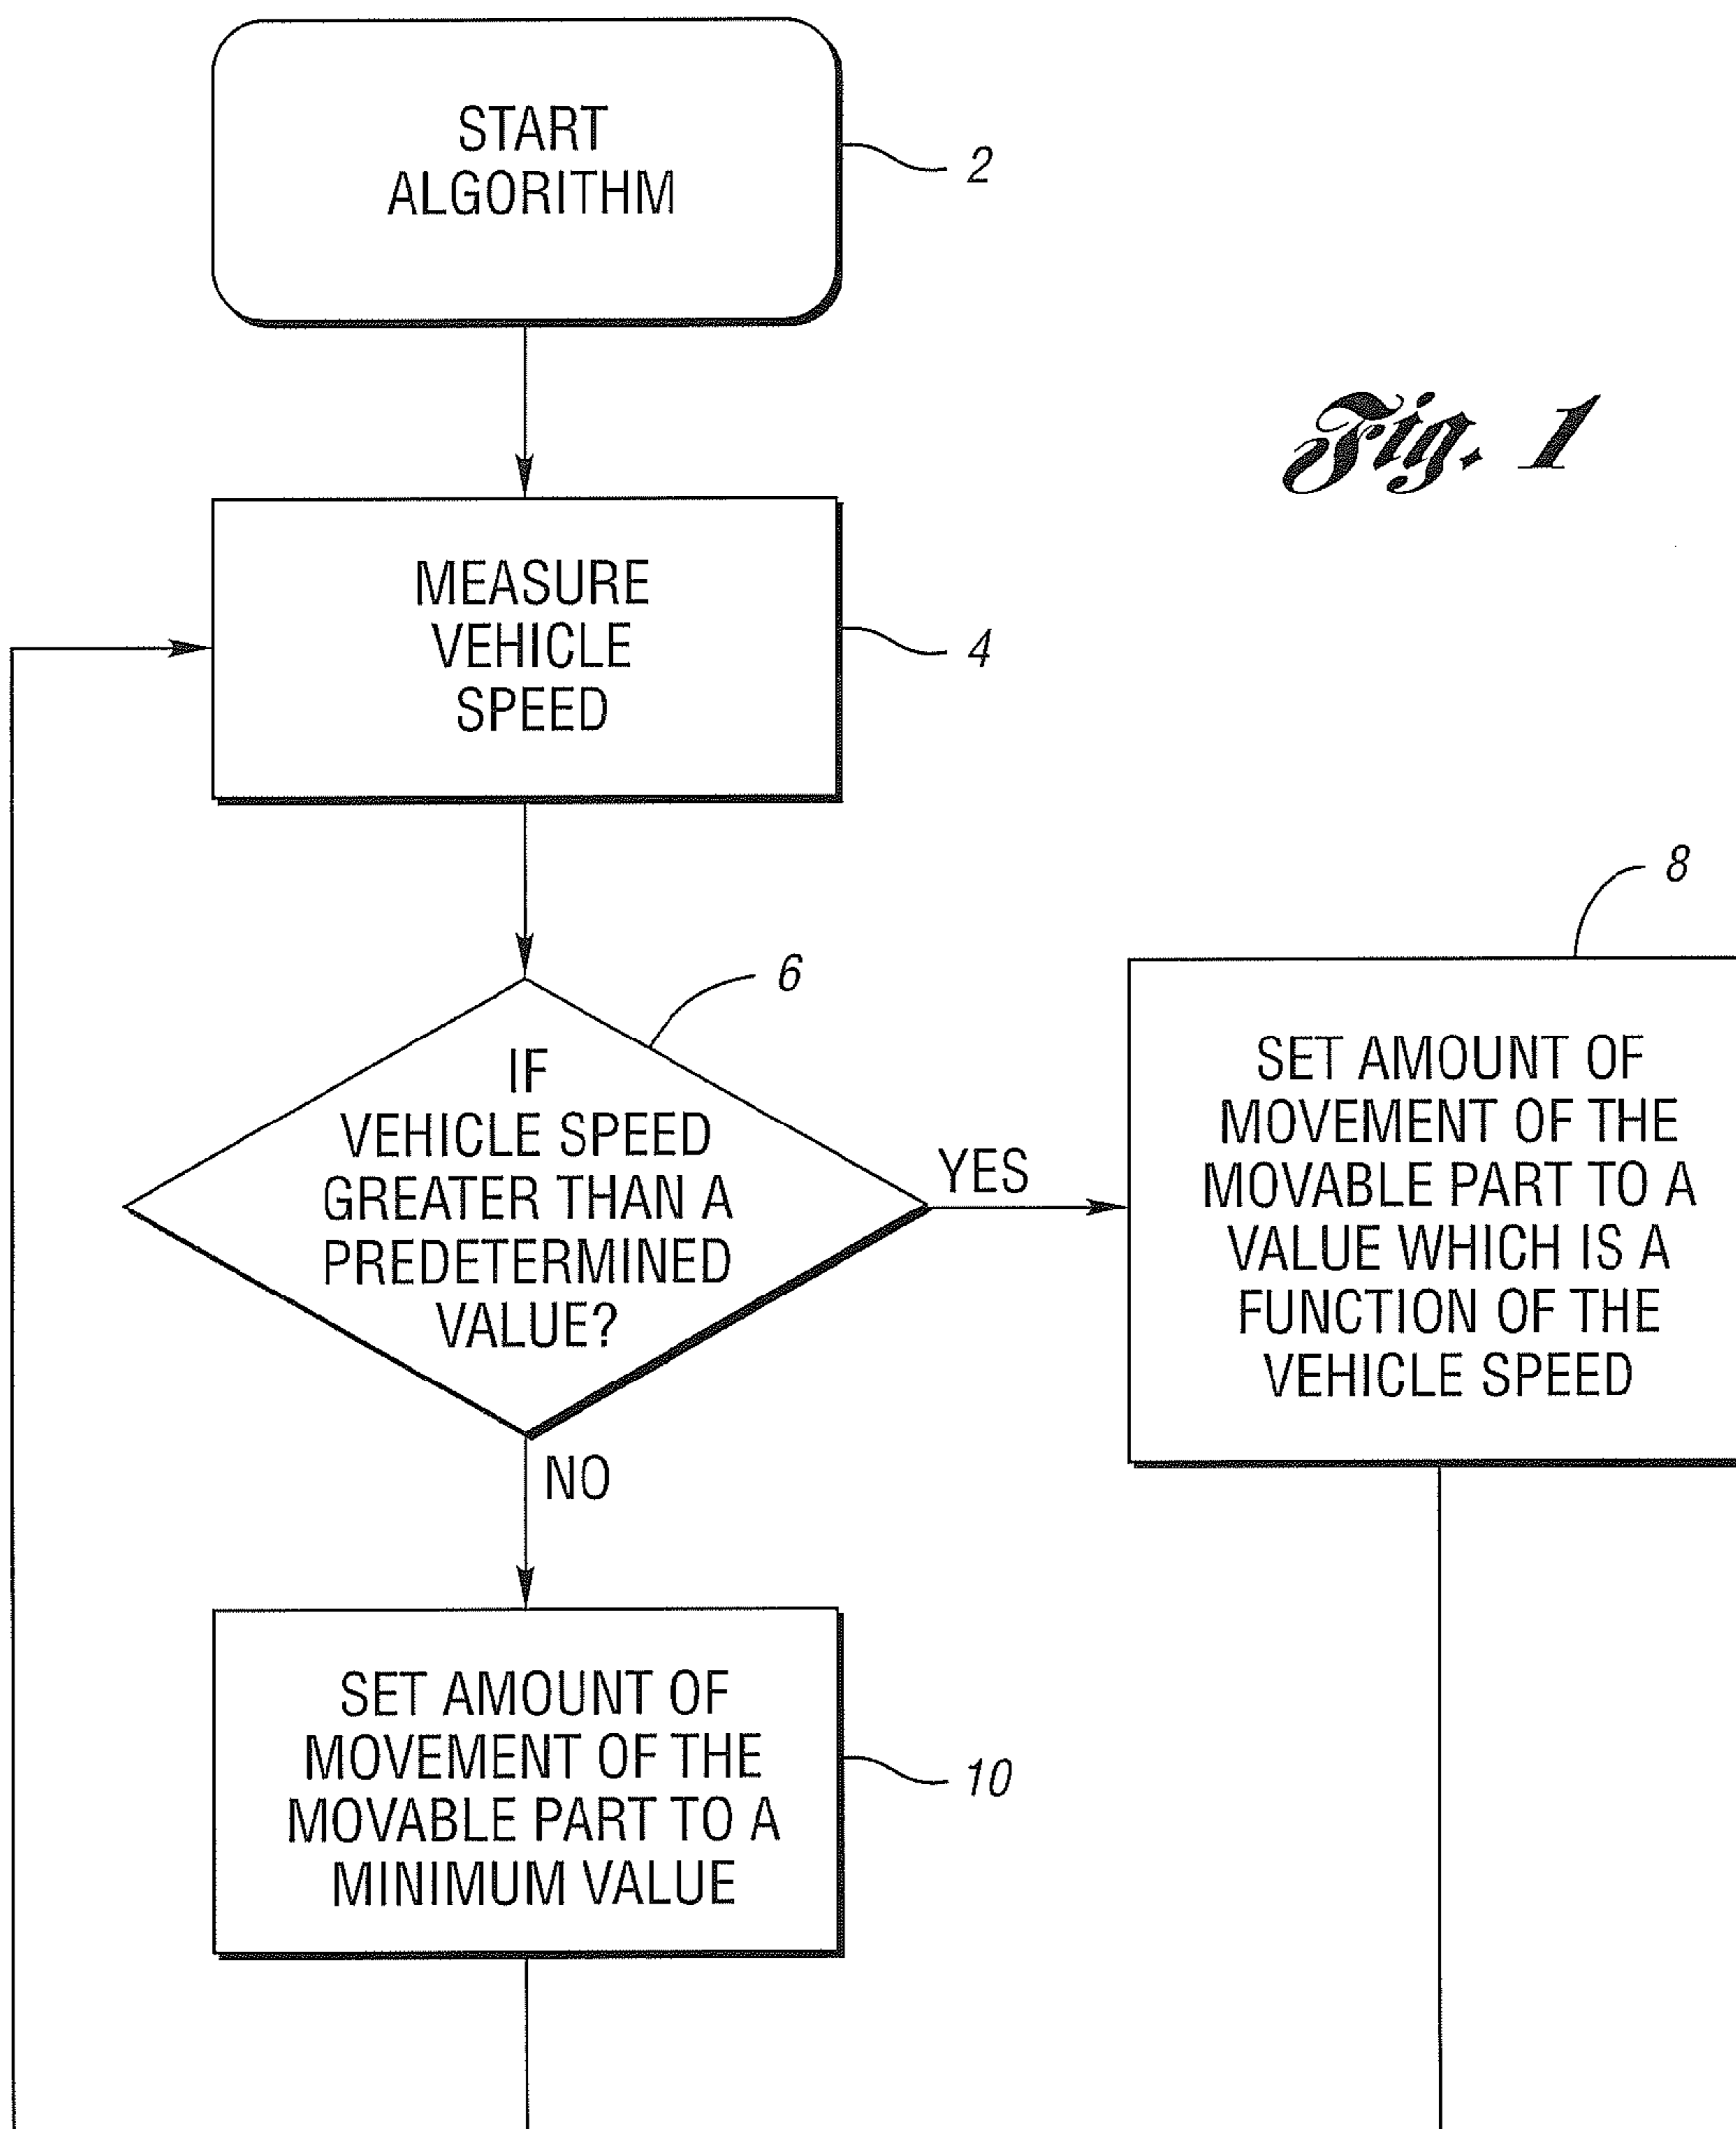 START
ALGORITHM
2
Fig. 1
MEASURE
VEHICLE
SPEED
4
8
6
IF
VEHICLE SPEED
GREATER THAN A
PREDETERMINED
VALUE?
YES
SET AMOUNT OF
MOVEMENT OF THE
MOVABLE PART TO A
VALUE WHICH IS A
FUNCTION OF THE
VEHICLE SPEED
NO
SET AMOUNT OF
MOVEMENT OF THE
MOVABLE PART TO A
MINIMUM VALUE
10